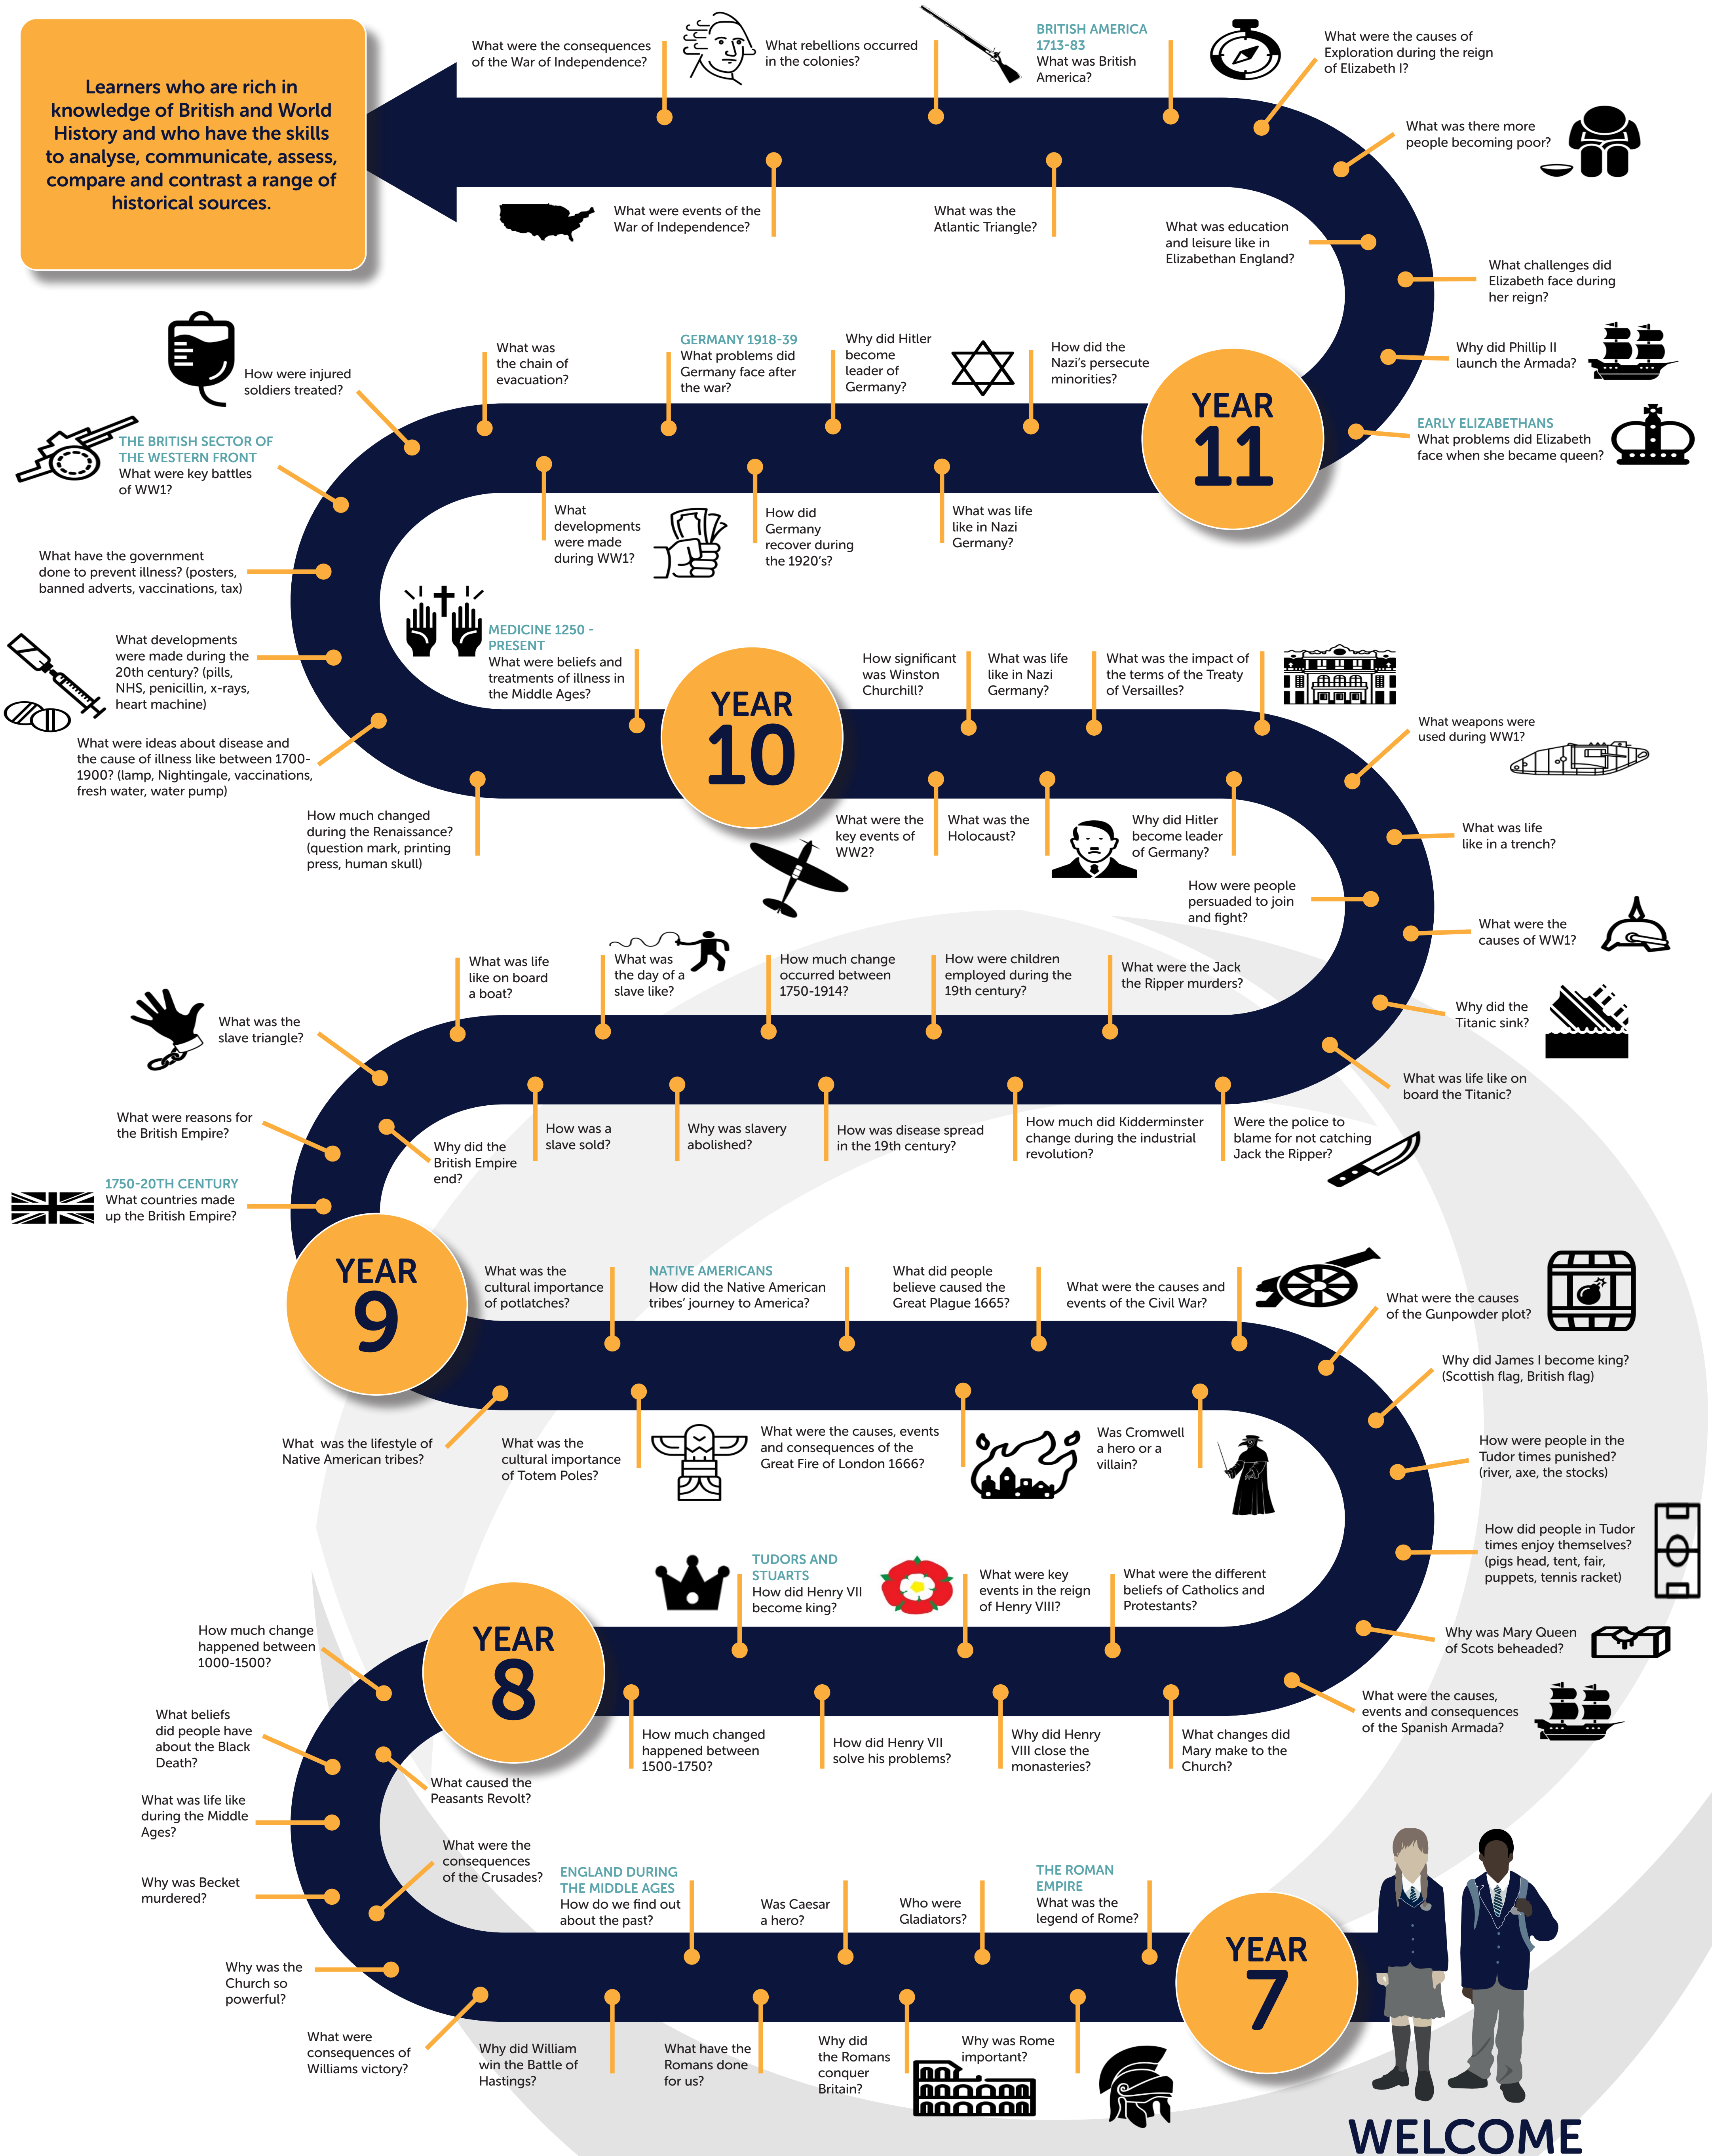 Learners who are rich in
knowledge of British and World
History and who have the skills
to analyse, communicate, assess,
compare and contrast a range of
historical sources.
What were the consequences
of the War of Independence?
What rebellions occurred
in the colonies?
BRITISH AMERICA
1713-83
What was British
America?
What were the causes of
Exploration during the reign
of Elizabeth I?
What was there more
people becoming poor?
What were events of the
War of Independence?
What was the
Atlantic Triangle?
What was education
and leisure like in
Elizabethan England?
What challenges did
Elizabeth face during
her reign?
Why did Phillip II
launch the Armada?
EARLY ELIZABETHANS
What problems did Elizabeth
face when she became queen?
YEAR
11
How were injured
soldiers treated?
What was
the chain of
evacuation?
GERMANY 1918-39
What problems did
Germany face after
the war?
Why did Hitler
become
leader of
Germany?
How did the
Nazi's persecute
minorities?
THE BRITISH SECTOR OF
THE WESTERN FRONT
What were key battles
of WW1?
What
developments
were made
during WW1?
How did
Germany
recover during
the 1920's?
What was life
like in Nazi
Germany?
What have the government
done to prevent illness? (posters,
banned adverts, vaccinations, tax)
What developments
were made during the
20th century? (pills,
NHS, penicillin, x-rays,
heart machine)
What were ideas about disease and
the cause of illness like between 1700-
1900? (lamp, Nightingale, vaccinations,
fresh water, water pump)
How much changed
during the Renaissance?
(question mark, printing
press, human skull)
MEDICINE 1250 -
PRESENT
What were beliefs and
treatments of illness in
the Middle Ages?
YEAR
10
How significant
was Winston
Churchill?
What was life
like in Nazi
Germany?
What was the impact of
the terms of the Treaty
of Versailles?
What weapons were
used during WW1?
What were the
key events of
WW2?
What was the
Holocaust?
Why did Hitler
become leader
of Germany?
What was life
like in a trench?
How were people
persuaded to join
and fight?
What were the
causes of WW1?
Why did the
Titanic sink?
What was life like on
board the Titanic?
What was life
like on board
a boat?
What was
the day of a
slave like?
How much change
occurred between
1750-1914?
How were children
employed during the
19th century?
What were the Jack
the Ripper murders?
What was the
slave triangle?
What were reasons for
the British Empire?
Why did the
British Empire
end?
How was a
slave sold?
Why was slavery
abolished?
How was disease spread
in the 19th century?
How much did Kidderminster
change during the industrial
revolution?
Were the police to
blame for not catching
Jack the Ripper?
1750-20TH CENTURY
What countries made
up the British Empire?
YEAR
9
What was the
cultural importance
of potlatches?
NATIVE AMERICANS
How did the Native American
tribes' journey to America?
What did people
believe caused the
Great Plague 1665?
What were the causes and
events of the Civil War?
What were the causes
of the Gunpowder plot?
Why did James I become king?
(Scottish flag, British flag)
What was the lifestyle of
Native American tribes?
What was the
cultural importance
of Totem Poles?
What were the causes, events
and consequences of the
Great Fire of London 1666?
Was Cromwell
a hero or a
villain?
How were people in the
Tudor times punished?
(river, axe, the stocks)
How did people in Tudor
times enjoy themselves?
(pigs head, tent, fair,
puppets, tennis racket)
Why was Mary Queen
of Scots beheaded?
What were the causes,
events and consequences
of the Spanish Armada?
TUDORS AND
STUARTS
How did Henry VII
become king?
What were key
events in the reign
of Henry VIII?
What were the different
beliefs of Catholics and
Protestants?
YEAR
8
How much changed
happened between
1500-1750?
How did Henry VII
solve his problems?
Why did Henry
VIII close the
monasteries?
What changes did
Mary make to the
Church?
How much change
happened between
1000-1500?
What beliefs
did people have
about the Black
Death?
What caused the
Peasants Revolt?
What was life like
during the Middle
Ages?
What were the
consequences
of the Crusades?
Why was Becket
murdered?
ENGLAND DURING
THE MIDDLE AGES
How do we find out
about the past?
Was Caesar
a hero?
Who were
Gladiators?
THE ROMAN
EMPIRE
What was the
legend of Rome?
YEAR
7
Why was the
Church so
powerful?
What were
consequences of
Williams victory?
Why did William
win the Battle of
Hastings?
What have the
Romans done
for us?
Why did
the Romans
conquer
Britain?
Why was Rome
important?
WELCOME